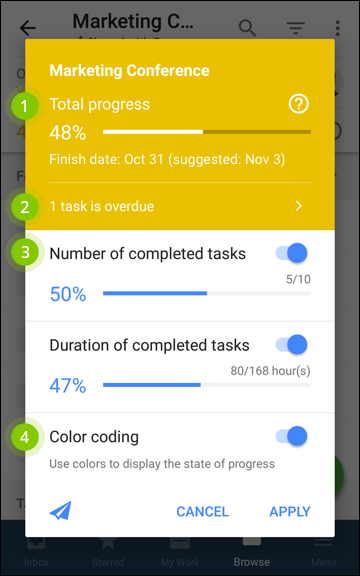 Marketing C...
Marketing Conference
1
Total progress
?
48%
Finish date: Oct 31 (suggested: Nov 3)
2
1 task is overdue
3
Number of completed tasks
5/10
50%
Duration of completed tasks
80/168 hour(s)
47%
4
Color coding
Use colors to display the state of progress
CANCEL
APPLY
Inbox
Starred
My Work
Browse
Menu